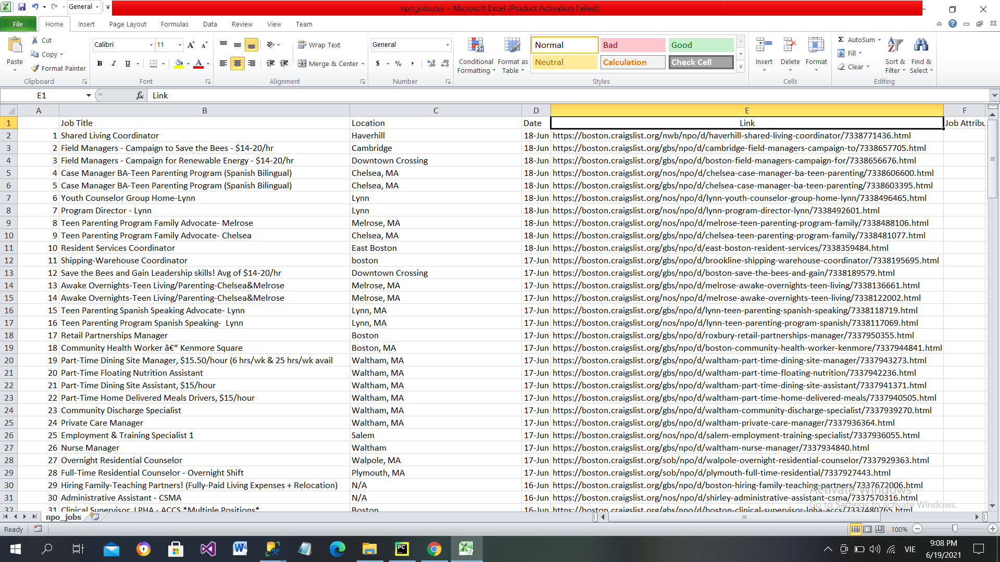 General
npo_jobs.csv - Microsoft Excel (Product Activation Failed)
File Home Insert Page Layout Formulas Data Review View Team
Paste
Cut
Copy
Format Painter
Clipboard
Calibri 11
B I U
Font
Wrap Text
Merge & Center
Alignment
General
$ % ,
Number
Conditional Formatting
Format as Table
Normal Bad Good
Neutral Calculation Check Cell
Styles
Insert Delete Format
Cells
Σ AutoSum
Fill
Clear
Sort & Filter
Find & Select
Editing
E1 fx Link
A B C D E F
1 Job Title Location Date Link Job Attribu
2 1 Shared Living Coordinator Haverhill 18-Jun https://boston.craigslist.org/nwb/npo/d/haverhill-shared-living-coordinator/7338771436.html
3 2 Field Managers - Campaign to Save the Bees - $14-20/hr Cambridge 18-Jun https://boston.craigslist.org/gbs/npo/d/cambridge-field-managers-campaign-to/7338657705.html
4 3 Field Managers - Campaign for Renewable Energy - $14-20/hr Downtown Crossing 18-Jun https://boston.craigslist.org/gbs/npo/d/boston-field-managers-campaign-for/7338656676.html
5 4 Case Manager BA-Teen Parenting Program (Spanish Bilingual) Chelsea, MA 18-Jun https://boston.craigslist.org/nos/npo/d/chelsea-case-manager-ba-teen-parenting/7338606600.html
6 5 Case Manager BA-Teen Parenting Program (Spanish Bilingual) Chelsea, MA 18-Jun https://boston.craigslist.org/gbs/npo/d/chelsea-case-manager-ba-teen-parenting/7338603395.html
7 6 Youth Counselor Group Home-Lynn Lynn 18-Jun https://boston.craigslist.org/nos/npo/d/lynn-youth-counselor-group-home-lynn/7338496465.html
8 7 Program Director - Lynn Lynn 18-Jun https://boston.craigslist.org/nos/npo/d/lynn-program-director-lynn/7338492601.html
9 8 Teen Parenting Program Family Advocate- Melrose Melrose, MA 18-Jun https://boston.craigslist.org/nos/npo/d/melrose-teen-parenting-program-family/7338488106.html
10 9 Teen Parenting Program Family Advocate- Chelsea Chelsea, MA 18-Jun https://boston.craigslist.org/gbs/npo/d/chelsea-teen-parenting-program-family/7338481077.html
11 10 Resident Services Coordinator East Boston 18-Jun https://boston.craigslist.org/gbs/npo/d/east-boston-resident-services/7338359484.html
12 11 Shipping-Warehouse Coordinator boston 17-Jun https://boston.craigslist.org/gbs/npo/d/brookline-shipping-warehouse-coordinator/7338195695.html
13 12 Save the Bees and Gain Leadership skills! Avg of $14-20/hr Downtown Crossing 17-Jun https://boston.craigslist.org/gbs/npo/d/boston-save-the-bees-and-gain/7338189579.html
14 13 Awake Overnights-Teen Living/Parenting-Chelsea&Melrose Melrose, MA 17-Jun https://boston.craigslist.org/gbs/npo/d/melrose-awake-overnights-teen-living/7338136661.html
15 14 Awake Overnights-Teen Living/Parenting-Chelsea&Melrose Melrose, MA 17-Jun https://boston.craigslist.org/nos/npo/d/melrose-awake-overnights-teen-living/7338122002.html
16 15 Teen Parenting Spanish Speaking Advocate- Lynn Lynn, MA 17-Jun https://boston.craigslist.org/gbs/npo/d/lynn-teen-parenting-spanish-speaking/7338118719.html
17 16 Teen Parenting Program Spanish Speaking- Lynn Lynn, MA 17-Jun https://boston.craigslist.org/nos/npo/d/lynn-teen-parenting-program-spanish/7338117069.html
18 17 Retail Partnerships Manager Boston 17-Jun https://boston.craigslist.org/gbs/npo/d/roxbury-retail-partnerships-manager/7337950355.html
19 18 Community Health Worker â€“ Kenmore Square Boston, MA 17-Jun https://boston.craigslist.org/gbs/npo/d/boston-community-health-worker-kenmore/7337944841.html
20 19 Part-Time Dining Site Manager, $15.50/hour (6 hrs/wk & 25 hrs/wk avail Waltham, MA 17-Jun https://boston.craigslist.org/gbs/npo/d/waltham-part-time-dining-site-manager/7337943273.html
21 20 Part-Time Floating Nutrition Assistant Waltham, MA 17-Jun https://boston.craigslist.org/gbs/npo/d/waltham-part-time-floating-nutrition/7337942236.html
22 21 Part-Time Dining Site Assistant, $15/hour Waltham, MA 17-Jun https://boston.craigslist.org/gbs/npo/d/waltham-part-time-dining-site-assistant/7337941371.html
23 22 Part-Time Home Delivered Meals Drivers, $15/hour Waltham, MA 17-Jun https://boston.craigslist.org/gbs/npo/d/waltham-part-time-home-delivered-meals/7337940505.html
24 23 Community Discharge Specialist Waltham, MA 17-Jun https://boston.craigslist.org/gbs/npo/d/waltham-community-discharge-specialist/7337939270.html
25 24 Private Care Manager Waltham, MA 17-Jun https://boston.craigslist.org/gbs/npo/d/waltham-private-care-manager/7337936364.html
26 25 Employment & Training Specialist 1 Salem 17-Jun https://boston.craigslist.org/nos/npo/d/salem-employment-training-specialist/7337936055.html
27 26 Nurse Manager Waltham 17-Jun https://boston.craigslist.org/gbs/npo/d/waltham-nurse-manager/7337934840.html
28 27 Overnight Residential Counselor Walpole, MA 17-Jun https://boston.craigslist.org/sob/npo/d/walpole-overnight-residential-counselor/7337929363.html
29 28 Full-Time Residential Counselor - Overnight Shift Plymouth, MA 17-Jun https://boston.craigslist.org/sob/npo/d/plymouth-full-time-residential/7337927443.html
30 29 Hiring Family-Teaching Partners! (Fully-Paid Living Expenses + Relocation) N/A 16-Jun https://boston.craigslist.org/gbs/npo/d/boston-hiring-family-teaching-partners/7337672006.html
31 30 Administrative Assistant - CSMA N/A 16-Jun https://boston.craigslist.org/nos/npo/d/shirley-administrative-assistant-csma/7337570316.html
32 31 Clinical Supervisor, LPHA - ACCS *Multiple Positions* Boston 16-Jun https://boston.craigslist.org/gbs/npo/d/boston-clinical-supervisor-lpha-accs/7337480765.html
Activate Windows
Go to Settings to activate Windows.
npo_jobs
Ready 100%
VIE
9:08 PM
6/19/2021